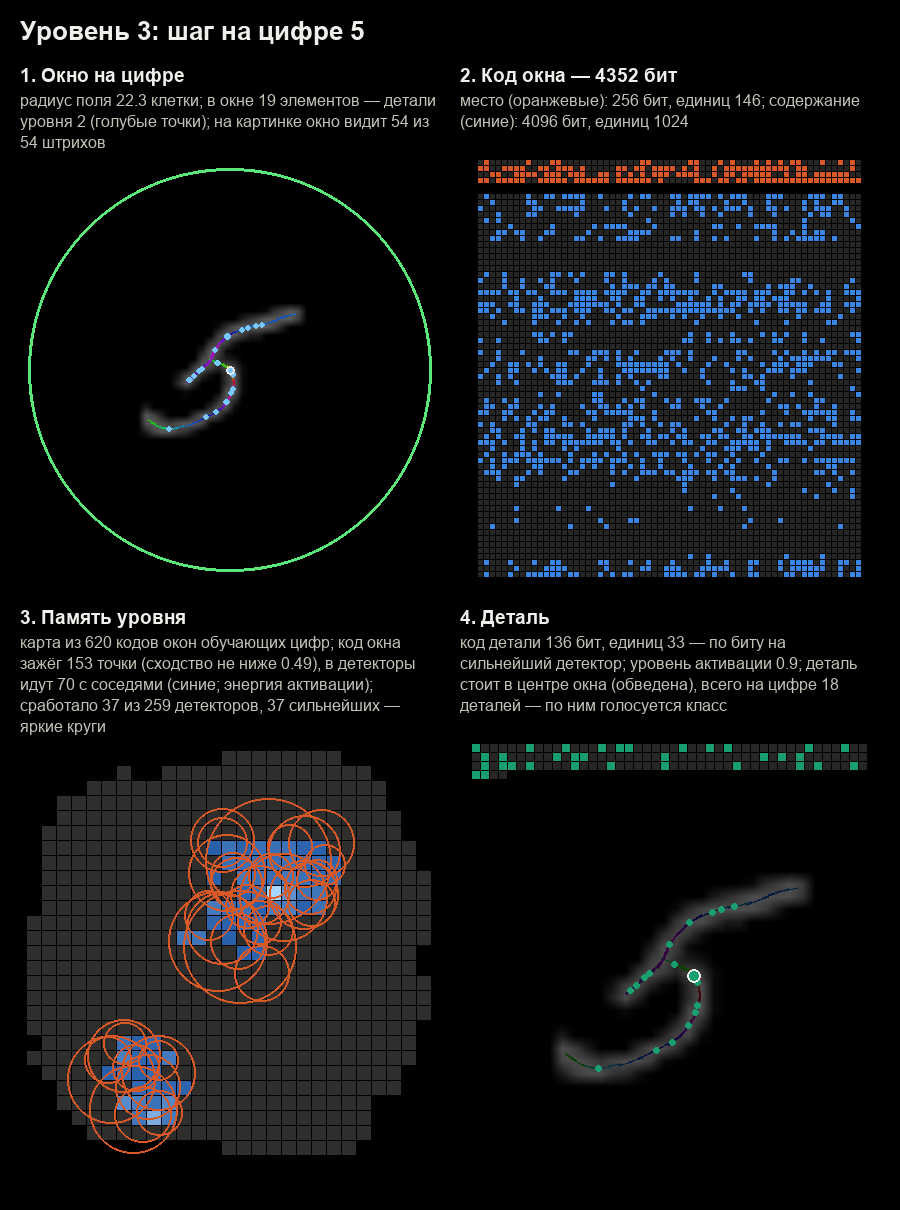 Уровень 3: шаг на цифре 5
1. Окно на цифре
радиус поля 22.3 клетки; в окне 19 элементов — детали
уровня 2 (голубые точки); на картинке окно видит 54 из
54 штрихов
2. Код окна — 4352 бит
место (оранжевые): 256 бит, единиц 146; содержание
(синие): 4096 бит, единиц 1024
3. Память уровня
карта из 620 кодов окон обучающих цифр; код окна
зажёг 153 точки (сходство не ниже 0.49), в детекторы
идут 70 с соседями (синие; энергия активации);
сработало 37 из 259 детекторов, 37 сильнейших —
яркие круги
4. Деталь
код детали 136 бит, единиц 33 — по биту на
сильнейший детектор; уровень активации 0.9; деталь
стоит в центре окна (обведена), всего на цифре 18
деталей — по ним голосуется класс